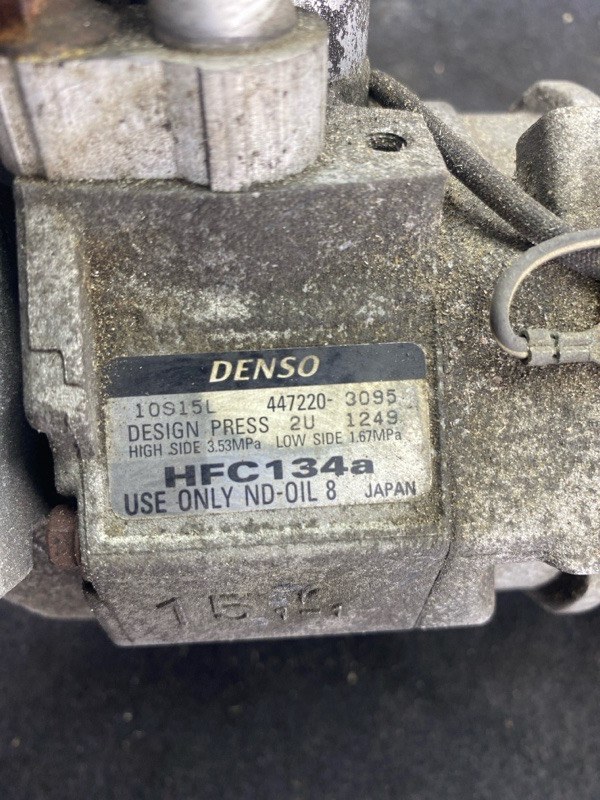 DENSO
10S15L 447220- 3095
DESIGN PRESS 2U 1249
HIGH SIDE 3.53MPa LOW SIDE 1.67MPa
HFC134a
USE ONLY ND-OIL 8 JAPAN